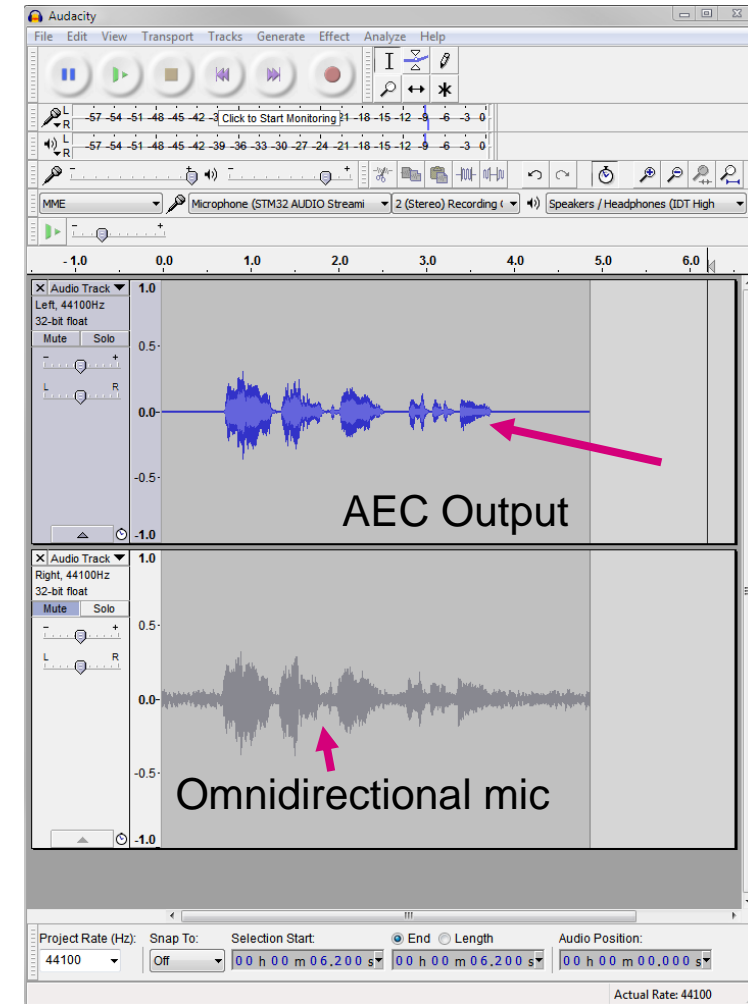 Audacity
File Edit View Transport Tracks Generate Effect Analyze Help
L R -57 -54 -51 -48 -45 -42 -3 Click to Start Monitoring 21 -18 -15 -12 -9 -6 -3 0
L R -57 -54 -51 -48 -45 -42 -39 -36 -33 -30 -27 -24 -21 -18 -15 -12 -9 -6 -3 0
MME Microphone (STM32 AUDIO Streami 2 (Stereo) Recording ( Speakers / Headphones (IDT High
- 1.0 0.0 1.0 2.0 3.0 4.0 5.0 6.0
X Audio Track 1.0
Left, 44100Hz
32-bit float
Mute Solo
0.5
- +
L R
0.0
-0.5
AEC Output
-1.0
X Audio Track 1.0
Right, 44100Hz
32-bit float
Mute Solo
0.5
- +
L R
0.0
-0.5
Omnidirectional mic
-1.0
Project Rate (Hz): Snap To: Selection Start: End Length Audio Position:
44100 Off 00 h 00 m 06.200 s 00 h 00 m 06.200 s 00 h 00 m 00.000 s
Actual Rate: 44100